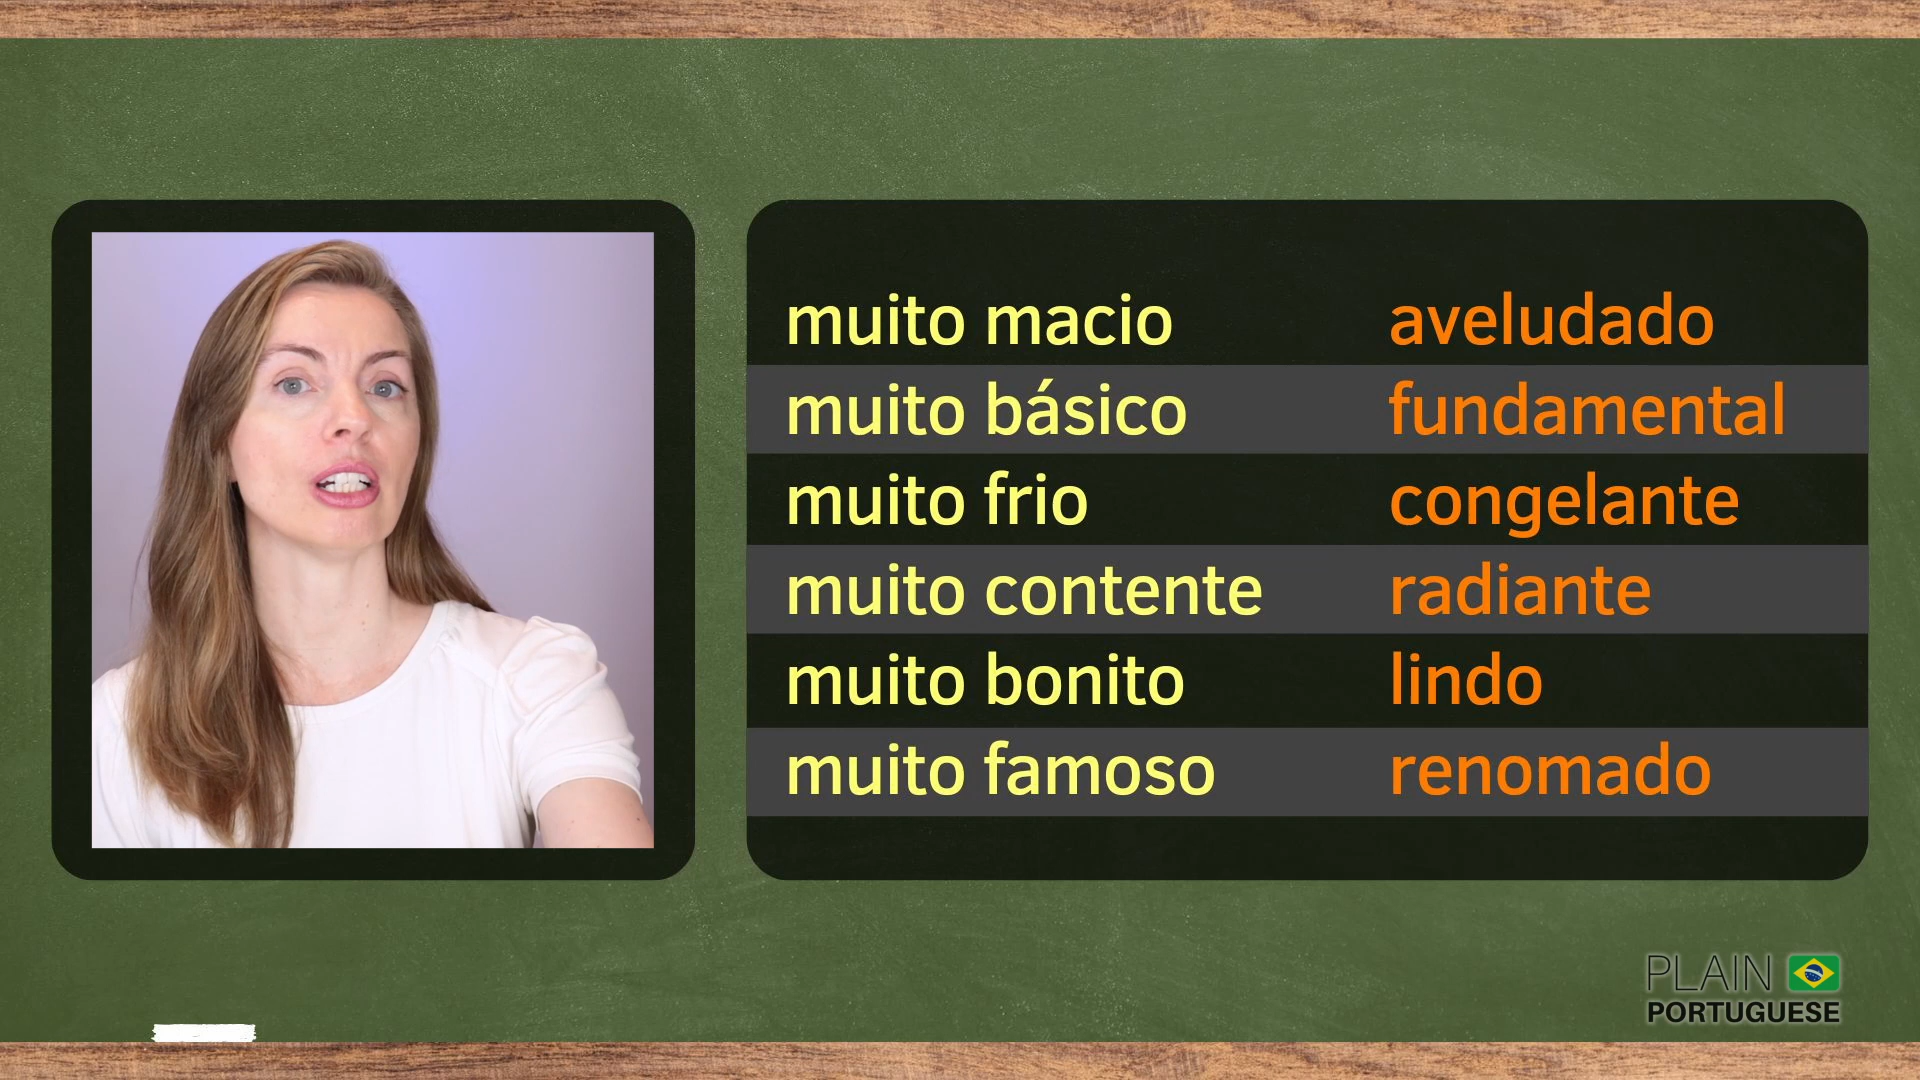 muito macio aveludado
muito básico fundamental
muito frio congelante
muito contente radiante
muito bonito lindo
muito famoso renomado
PLAIN
PORTUGUESE